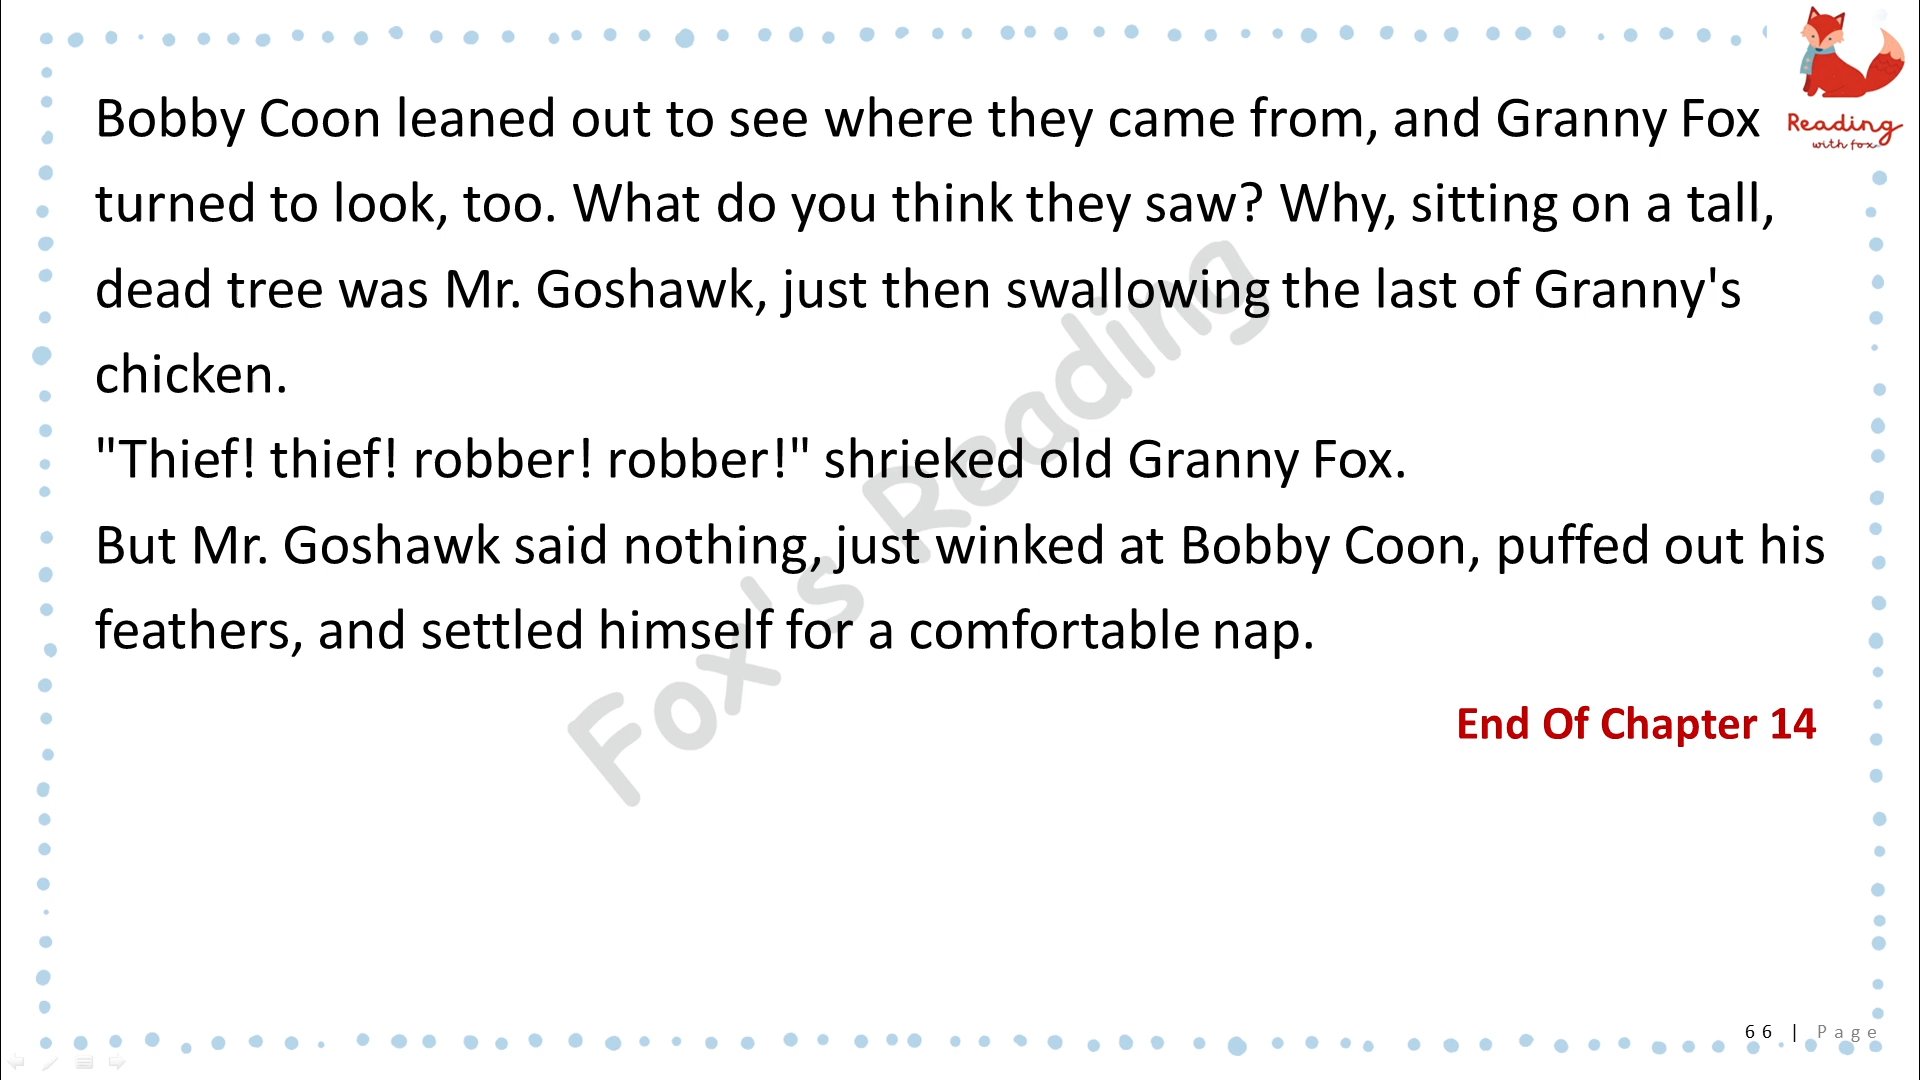 Bobby Coon leaned out to see where they came from, and Granny Fox
turned to look, too. What do you think they saw? Why, sitting on a tall,
dead tree was Mr. Goshawk, just then swallowing the last of Granny's
chicken.
"Thief! thief! robber! robber!" shrieked old Granny Fox.
But Mr. Goshawk said nothing, just winked at Bobby Coon, puffed out his
feathers, and settled himself for a comfortable nap.
End Of Chapter 14
Reading
with fox
Fox's Reading
66 | Page